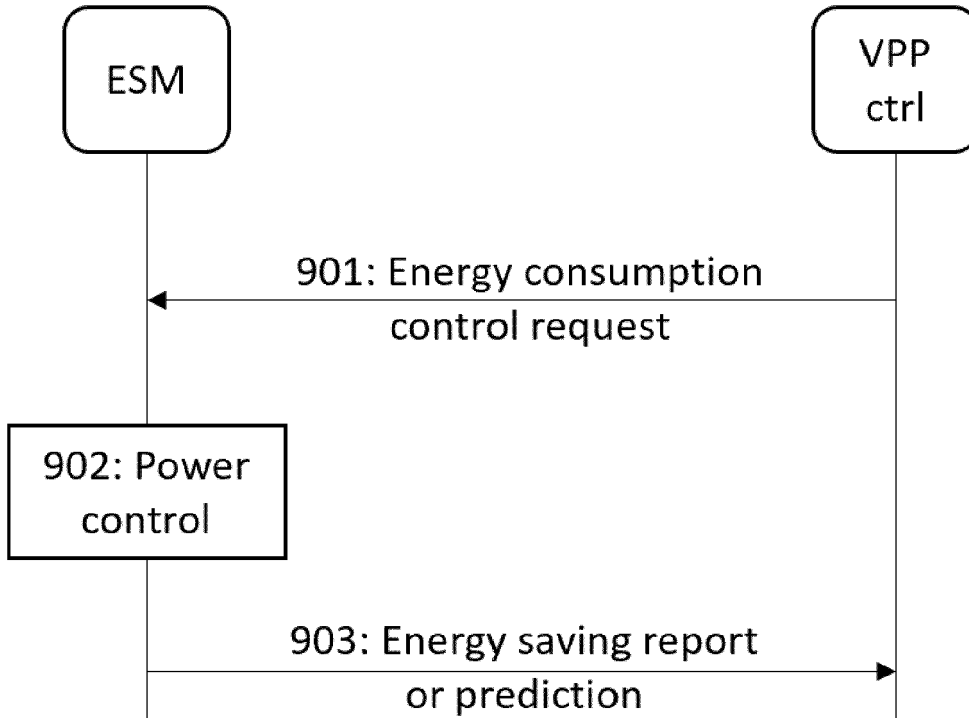 ESM
VPP
ctrl
901: Energy consumption
control request
902: Power
control
903: Energy saving report
or prediction